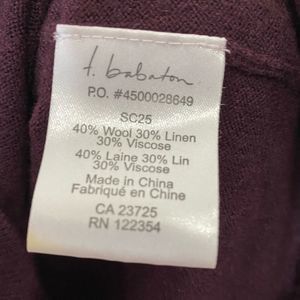 t. babaton
P.O. #4500028649
SC25
40% Wool 30% Linen
30% Viscose
40% Laine 30% Lin
30% Viscose
Made in China
Fabriqué en Chine
CA 23725
RN 122354